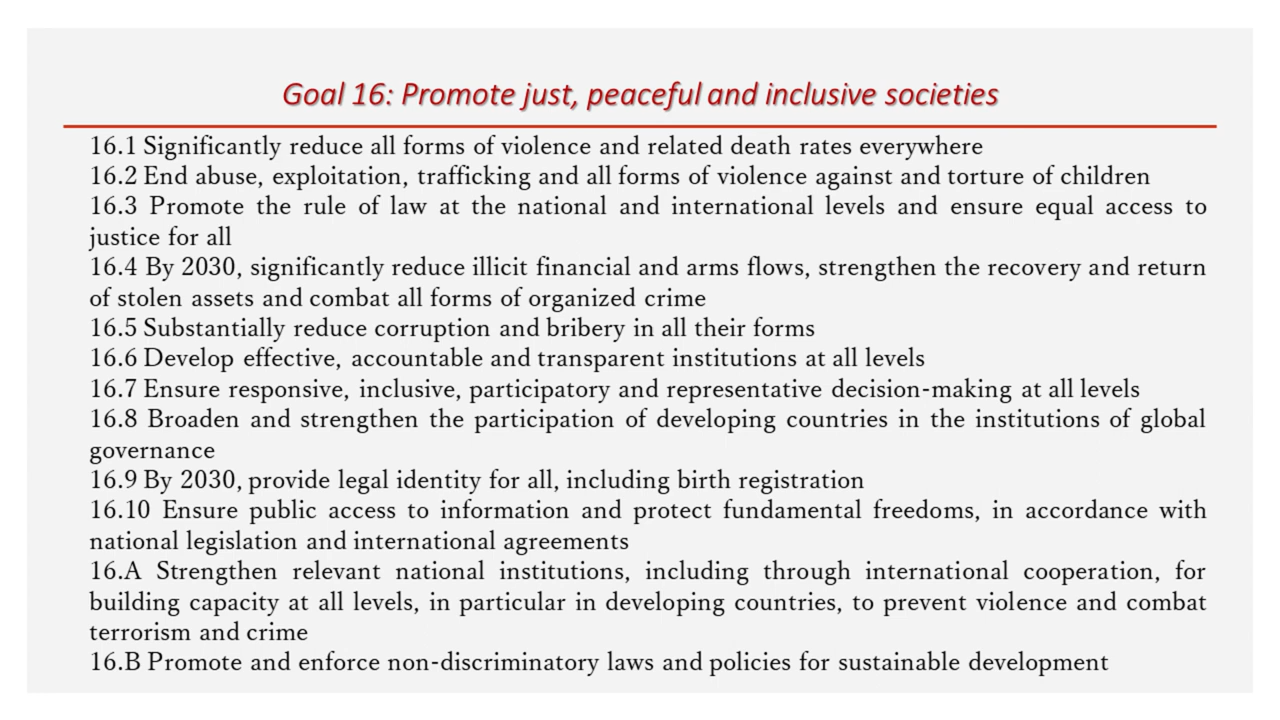 Goal 16: Promote just, peaceful and inclusive societies
16.1 Significantly reduce all forms of violence and related death rates everywhere
16.2 End abuse, exploitation, trafficking and all forms of violence against and torture of children
16.3 Promote the rule of law at the national and international levels and ensure equal access to
justice for all
16.4 By 2030, significantly reduce illicit financial and arms flows, strengthen the recovery and return
of stolen assets and combat all forms of organized crime
16.5 Substantially reduce corruption and bribery in all their forms
16.6 Develop effective, accountable and transparent institutions at all levels
16.7 Ensure responsive, inclusive, participatory and representative decision-making at all levels
16.8 Broaden and strengthen the participation of developing countries in the institutions of global
governance
16.9 By 2030, provide legal identity for all, including birth registration
16.10 Ensure public access to information and protect fundamental freedoms, in accordance with
national legislation and international agreements
16.A Strengthen relevant national institutions, including through international cooperation, for
building capacity at all levels, in particular in developing countries, to prevent violence and combat
terrorism and crime
16.B Promote and enforce non-discriminatory laws and policies for sustainable development